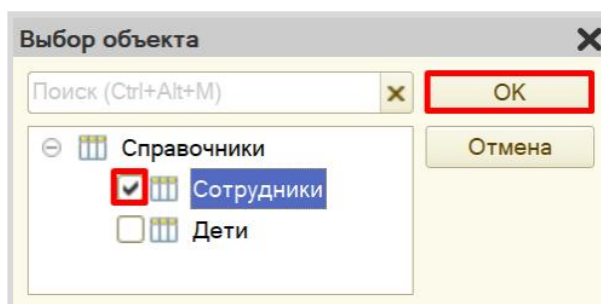 Выбор объекта
Поиск (Ctrl+Alt+M)
OK
Справочники
Отмена
Сотрудники
Дети